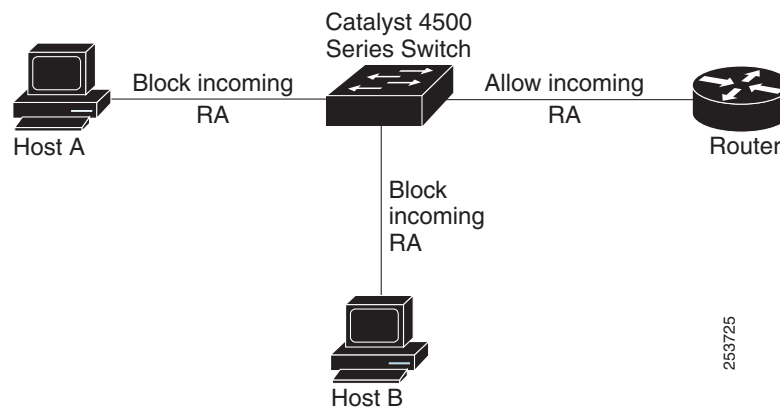 Catalyst 4500
Series Switch
Block incoming
RA
Allow incoming
RA
Host A
Router
Block
incoming
RA
Host B
253725